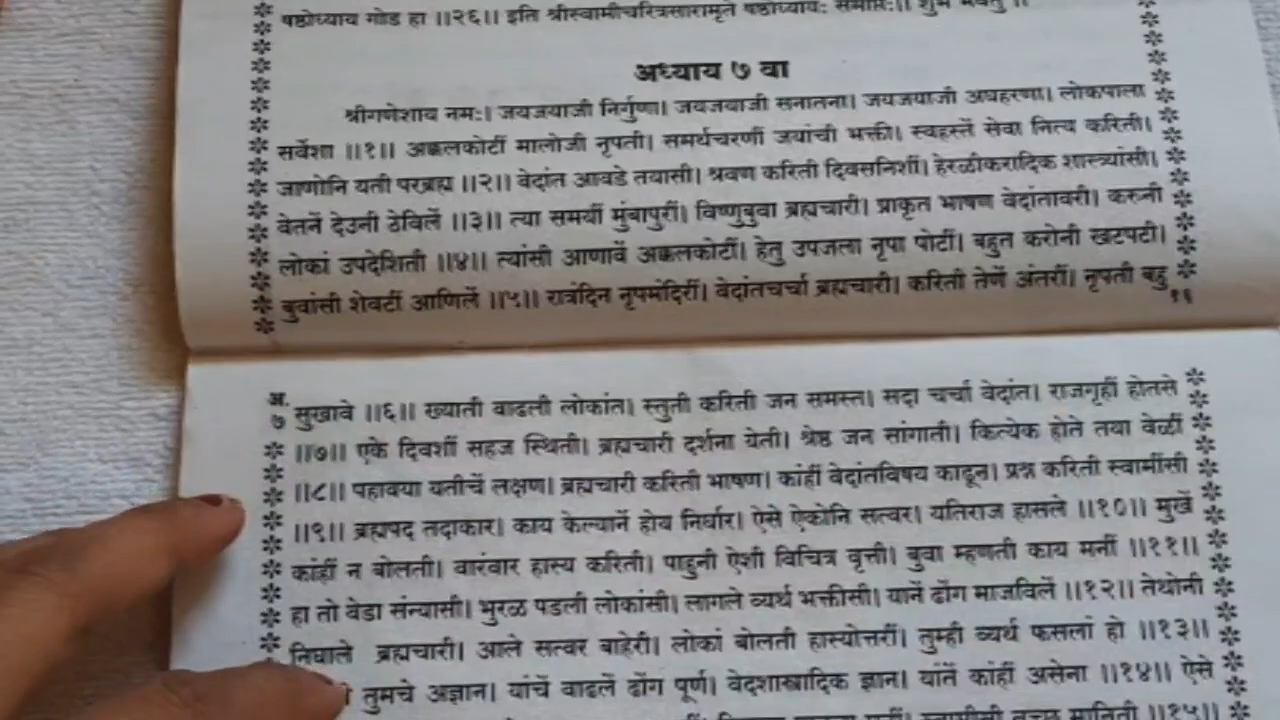 षष्ठोध्याय गोड हा ॥२६॥ इति श्रीस्वामीचरित्रसारामृते षष्ठोध्यायः समाप्तः॥ शुभं भवतु ॥
अध्याय ७ वा
श्रीगणेशाय नमः। जयजयाजी निर्गुणा। जयजयाजी सनातना। जयजयाजी अघहरणा। लोकपाला
सर्वेशा ॥१॥ अक्कलकोटीं मालोजी नृपती। समर्थचरणीं जयांची भक्ती। स्वहस्तें सेवा नित्य करिती।
जाणोनि यती परब्रह्म ॥२॥ वेदांत आवडे तयासी। श्रवण करिती दिवसनिशीं। हेरळीकरादिक शास्त्र्यांसी।
वेतनें देउनी ठेविलें ॥३॥ त्या समयीं मुंबापुरीं। विष्णुबुवा ब्रह्मचारी। प्राकृत भाषण वेदांतावरी। करुनी
लोकां उपदेशिती ॥४॥ त्यांसी आणावें अक्कलकोटीं। हेतु उपजला नृपा पोटीं। बहुत करोनी खटपटी।
बुवांसी शेवटीं आणिलें ॥५॥ रात्रंदिन नृपमंदिरीं। वेदांतचर्चा ब्रह्मचारी। करिती तेणें अंतरीं। नृपती बहु
१६
अ.
७
सुखावे ॥६॥ ख्याती वाढली लोकांत। स्तुती करिती जन समस्त। सदा चर्चा वेदांत। राजगृहीं होतसे
॥७॥ एके दिवशीं सहज स्थिती। ब्रह्मचारी दर्शना येती। श्रेष्ठ जन सांगाती। कित्येक होते तया वेळीं
॥८॥ पहावया यतीचें लक्षण। ब्रह्मचारी करिती भाषण। कांहीं वेदांतविषय काढून। प्रश्न करिती स्वामींसी
॥९॥ ब्रह्मपद तदाकार। काय केल्यानें होय निर्धार। ऐसे ऐकोनि सत्वर। यतिराज हासले ॥१०॥ मुखें
कांहीं न बोलती। वारंवार हास्य करिती। पाहुनी ऐशी विचित्र वृत्ती। बुवा म्हणती काय मनीं ॥११॥
हा तो वेडा संन्यासी। भुरळ पडली लोकांसी। लागले व्यर्थ भक्तीसी। यानें ढोंग माजविलें ॥१२॥ तेथोनी
निघाले ब्रह्मचारी। आले सत्वर बाहेरी। लोकां बोलती हास्योत्तरीं। तुम्ही व्यर्थ फसलां हो ॥१३॥
तुमचे अज्ञान। यांचें वाढलें ढोंग पूर्ण। वेदशास्त्रादिक ज्ञान। यांतें कांहीं असेना ॥१४॥ ऐसे
स्वामींनी तुच्छ मानिती ॥१५॥